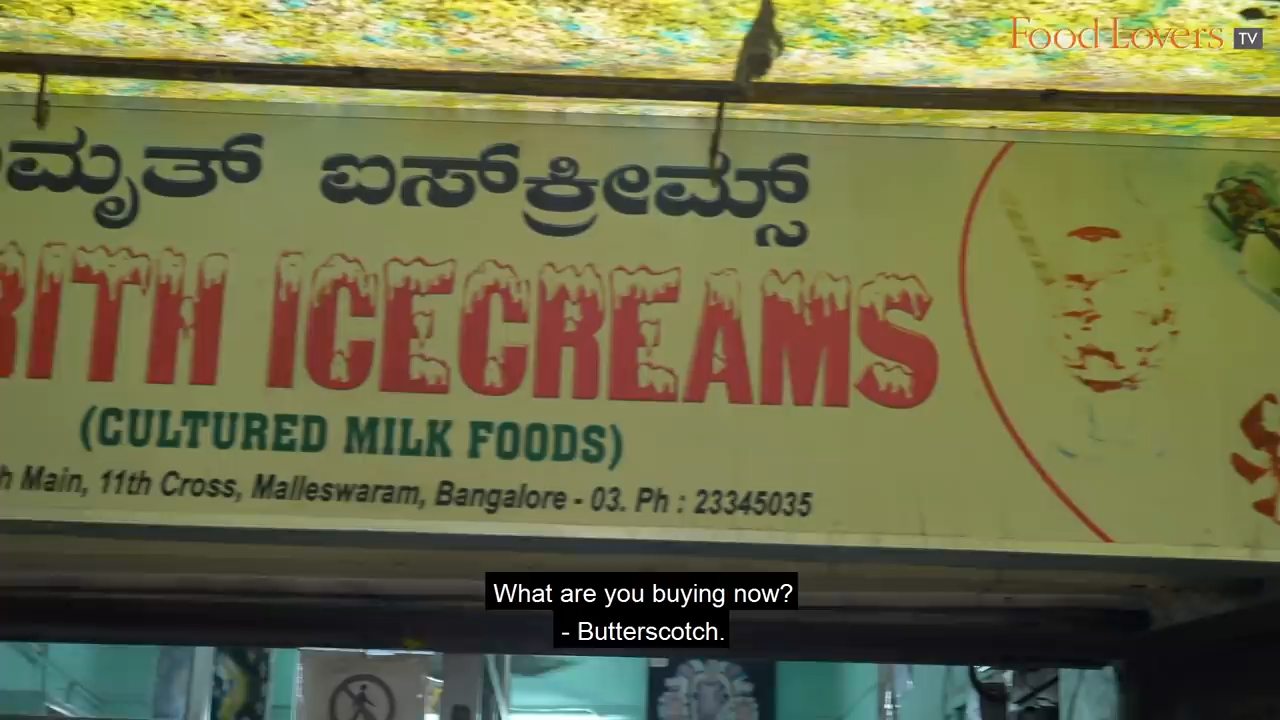 Food Lovers TV
ಮೃತ್ ಐಸ್‌ಕ್ರೀಮ್ಸ್
RITH ICECREAMS
(CULTURED MILK FOODS)
h Main, 11th Cross, Malleswaram, Bangalore - 03. Ph : 23345035
What are you buying now?
- Butterscotch.